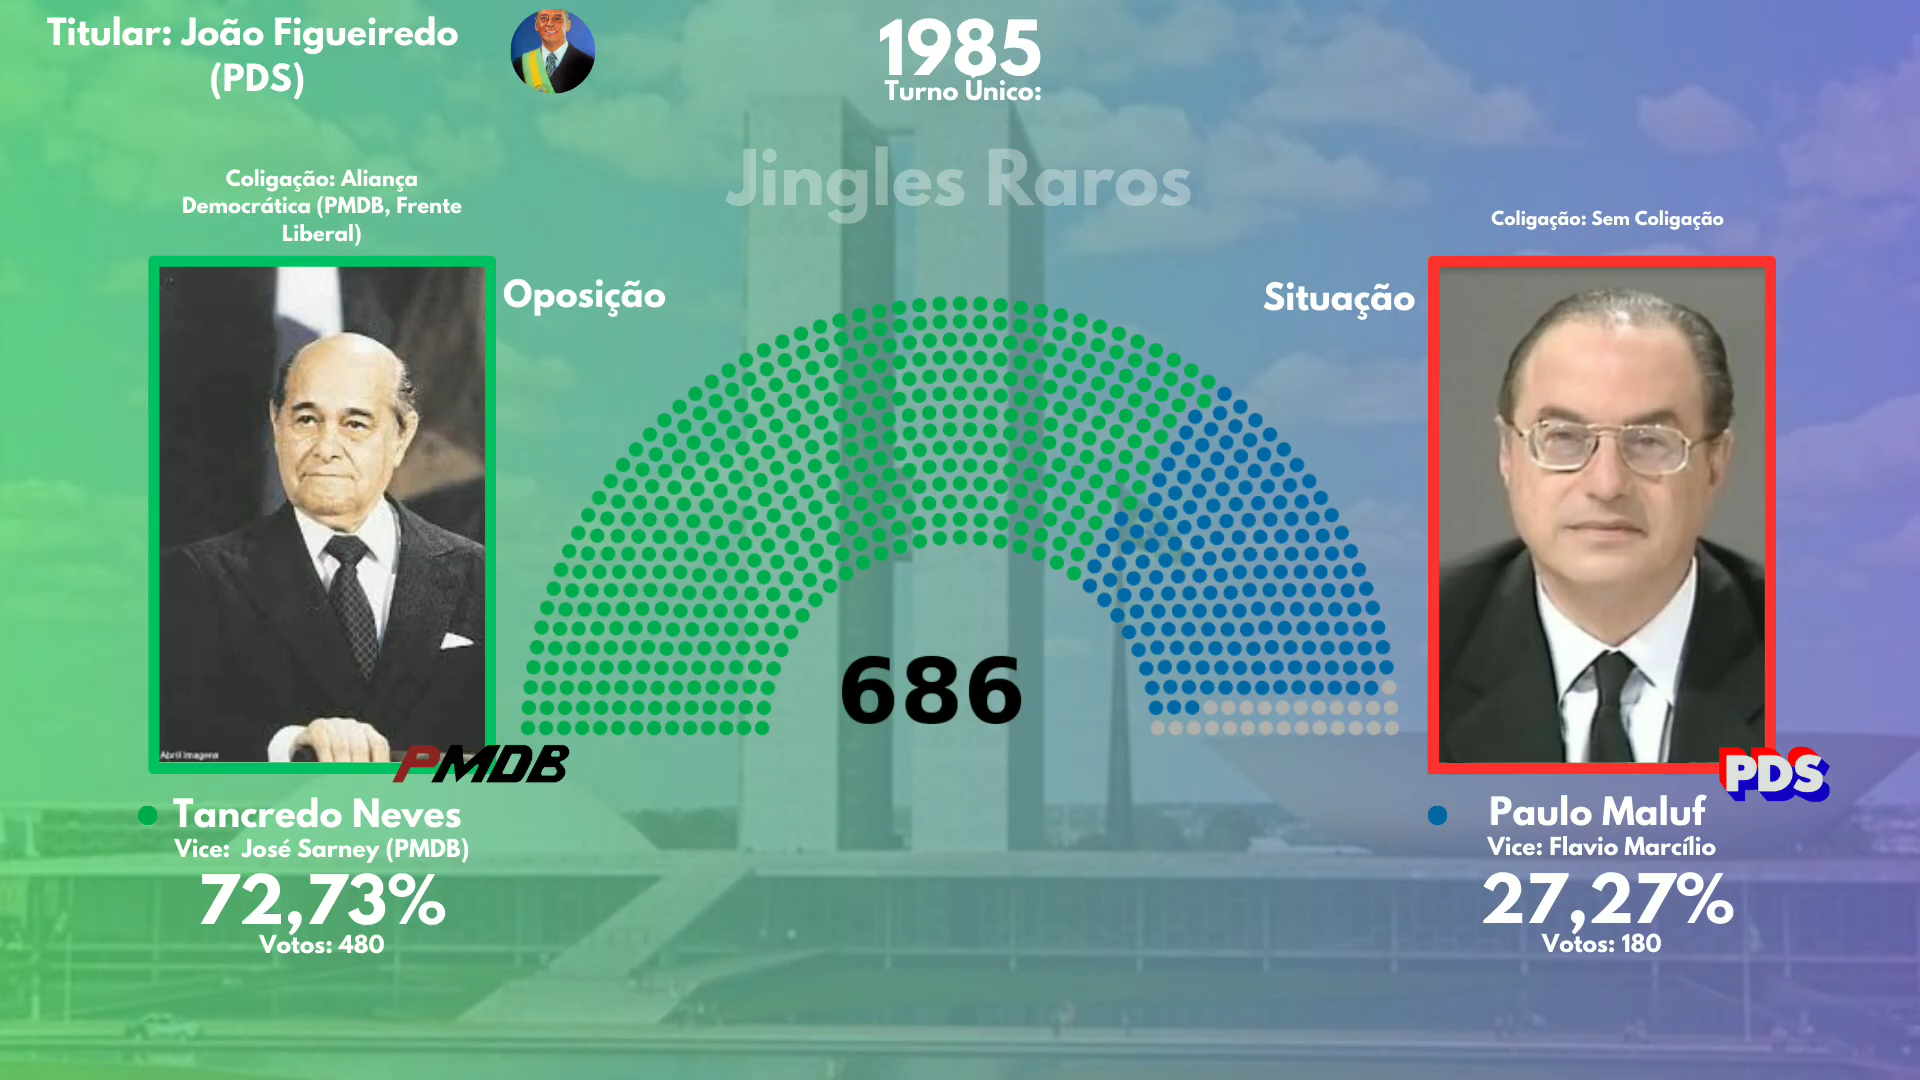 Titular: João Figueiredo
(PDS)
1985
Turno Único:
Jingles Raros
Coligação: Aliança
Democrática (PMDB, Frente
Liberal)
Coligação: Sem Coligação
Oposição
Situação
686
Abril Imagens
PMDB
PDS
Tancredo Neves
Vice: José Sarney (PMDB)
72,73%
Votos: 480
Paulo Maluf
Vice: Flavio Marcílio
27,27%
Votos: 180